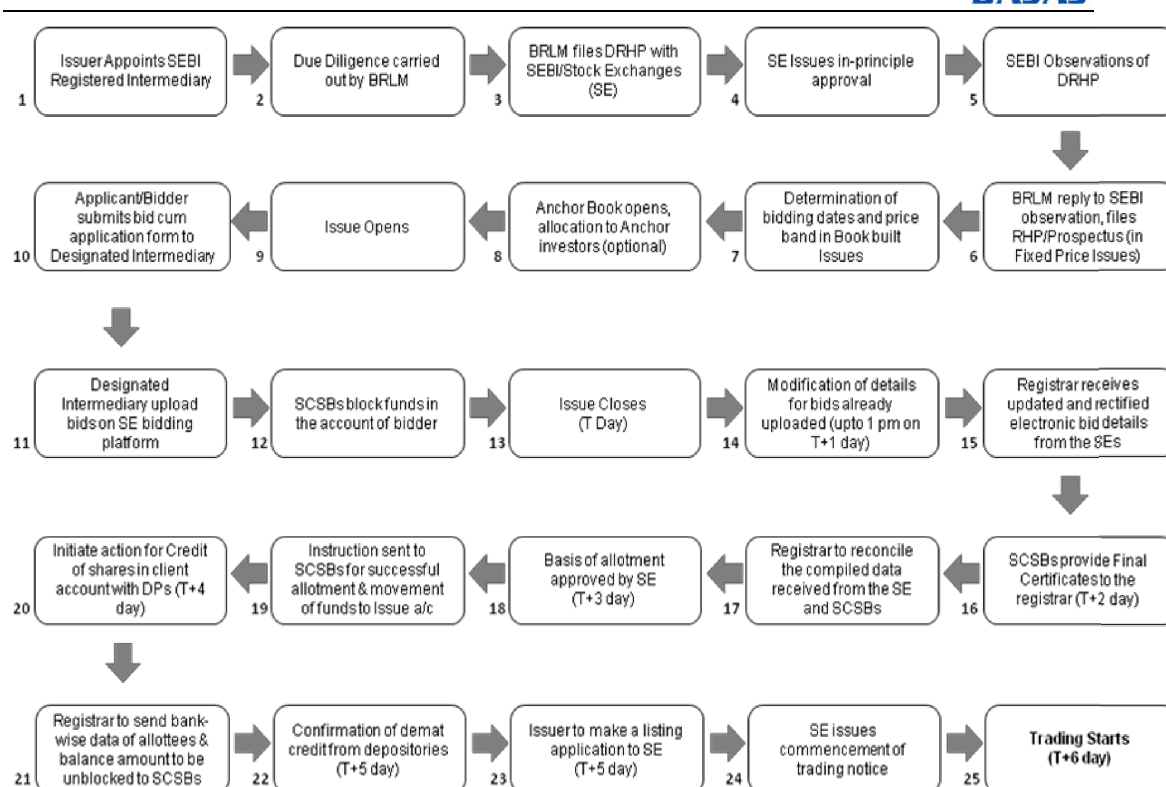 Issuer Appoints SEBI
Registered Intermediary
1
Due Diligence carried
out by BRLM
2
BRLM files DRHP with
SEBI/Stock Exchanges
(SE)
3
SE Issues in-principle
approval
4
SEBI Observations of
DRHP
5
BRLM reply to SEBI
observation, files
RHP/Prospectus (in
Fixed Price Issues)
6
Determination of
bidding dates and price
band in Book built
Issues
7
Anchor Book opens,
allocation to Anchor
investors (optional)
8
Issue Opens
9
Applicant/Bidder
submits bid cum
application form to
Designated Intermediary
10
Designated
Intermediary upload
bids on SE bidding
platform
11
SCSBs block funds in
the account of bidder
12
Issue Closes
(T Day)
13
Modification of details
for bids already
uploaded (upto 1 pm on
T+1 day)
14
Registrar receives
updated and rectified
electronic bid details
from the SEs
15
SCSBs provide Final
Certificates to the
registrar (T+2 day)
16
Registrar to reconcile
the compiled data
received from the SE
and SCSBs
17
Basis of allotment
approved by SE
(T+3 day)
18
Instruction sent to
SCSBs for successful
allotment & movement
of funds to Issue a/c
19
Initiate action for Credit
of shares in client
account with DPs (T+4
day)
20
Registrar to send bank-
wise data of allottees &
balance amount to be
unblocked to SCSBs
21
Confirmation of demat
credit from depositories
(T+5 day)
22
Issuer to make a listing
application to SE
(T+5 day)
23
SE issues
commencement of
trading notice
24
Trading Starts
(T+6 day)
25